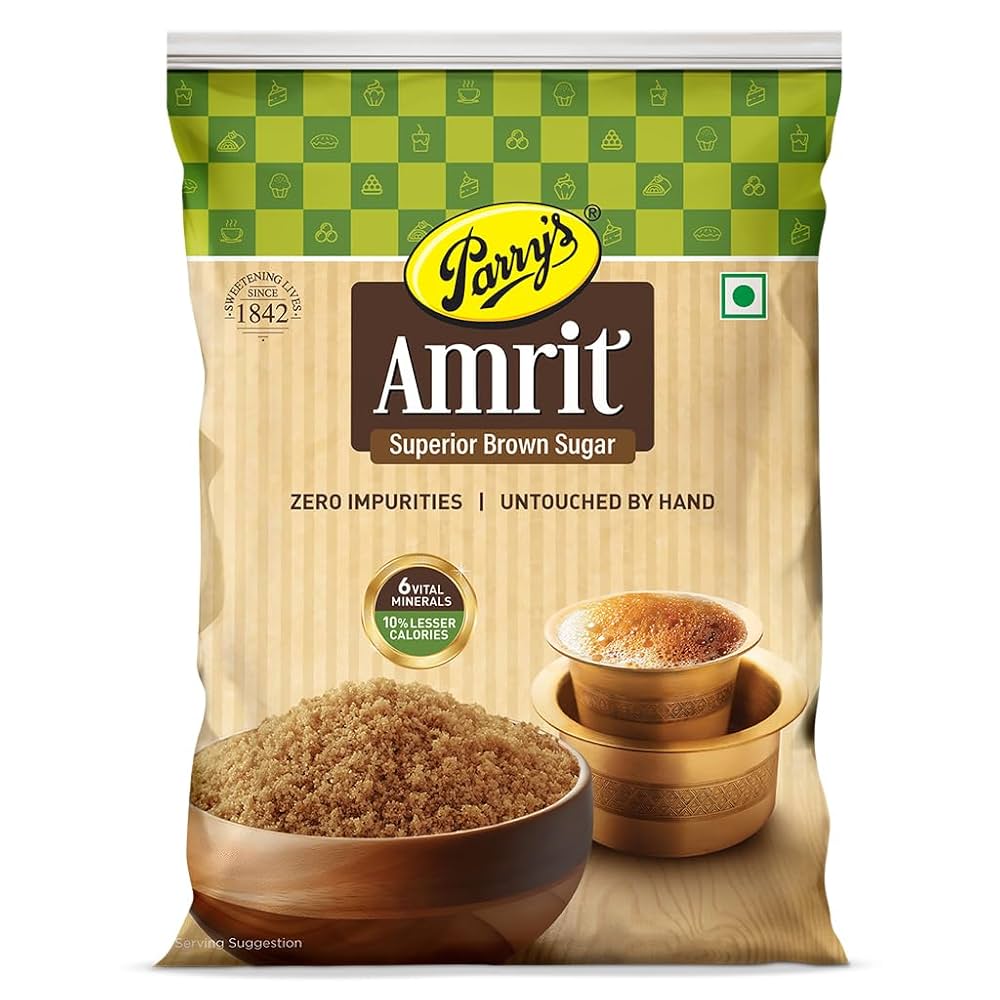 Parry's®
SWEETENING LIVES
SINCE
1842
Amrit
Superior Brown Sugar
ZERO IMPURITIES | UNTOUCHED BY HAND
6 VITAL
MINERALS
10% LESSER
CALORIES
Serving Suggestion